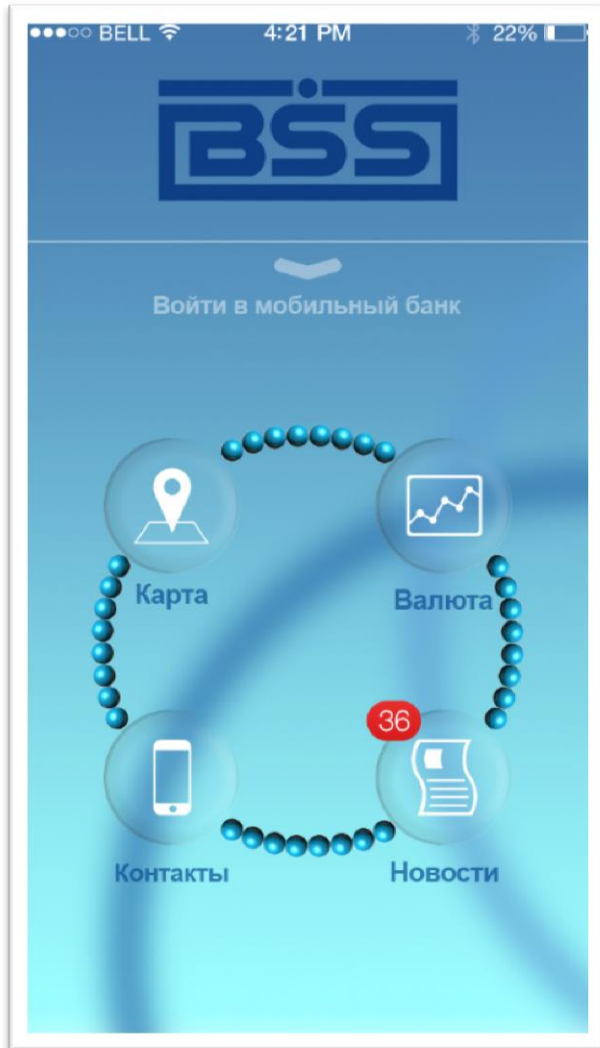 BELL 4:21 PM 22%
BSS
Войти в мобильный банк
Карта
Валюта
36
Контакты
Новости